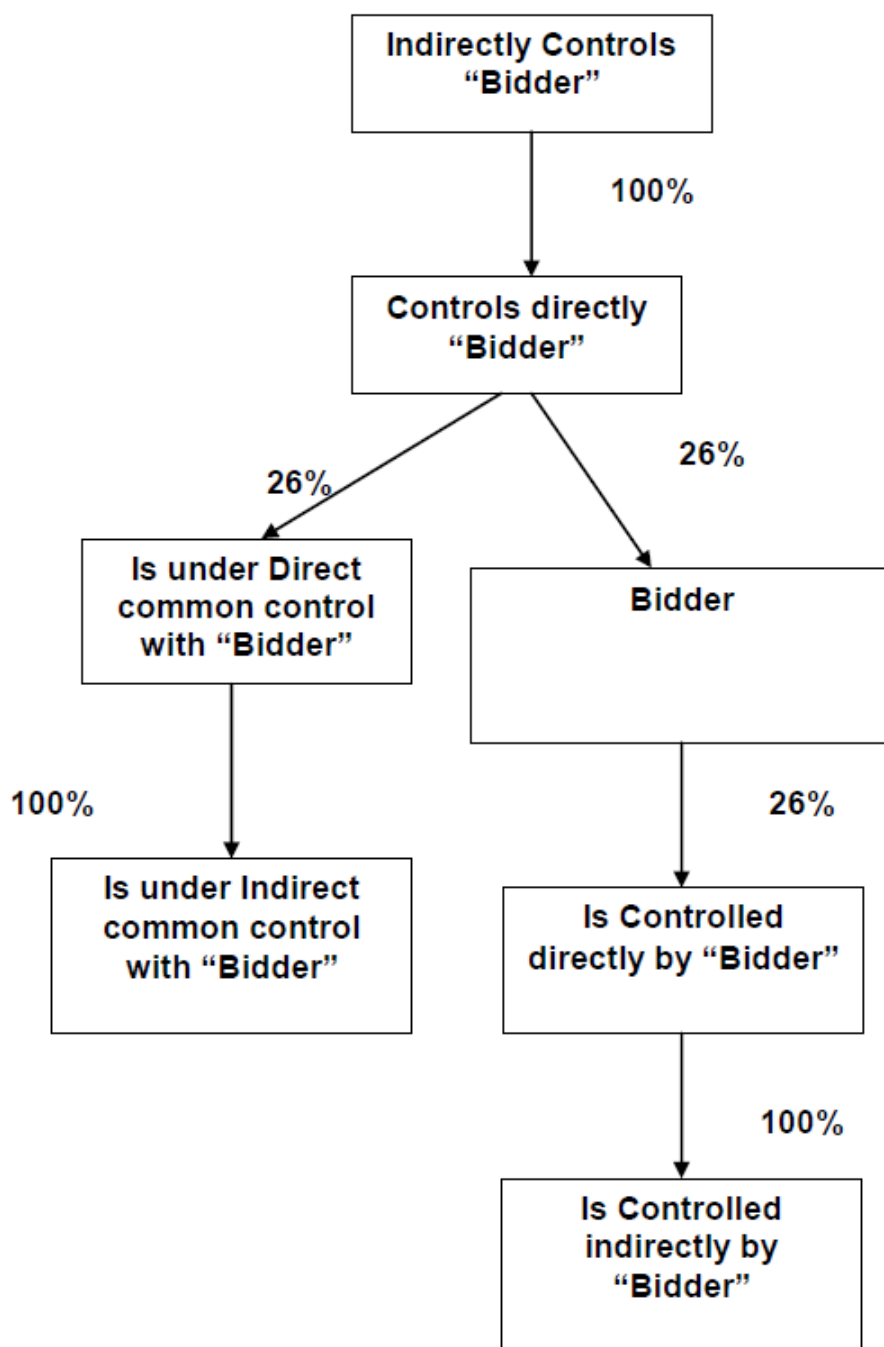 Indirectly Controls
“Bidder”
100%
Controls directly
“Bidder”
26%
26%
Is under Direct
common control
with “Bidder”
Bidder
100%
26%
Is under Indirect
common control
with “Bidder”
Is Controlled
directly by “Bidder”
100%
Is Controlled
indirectly by
“Bidder”